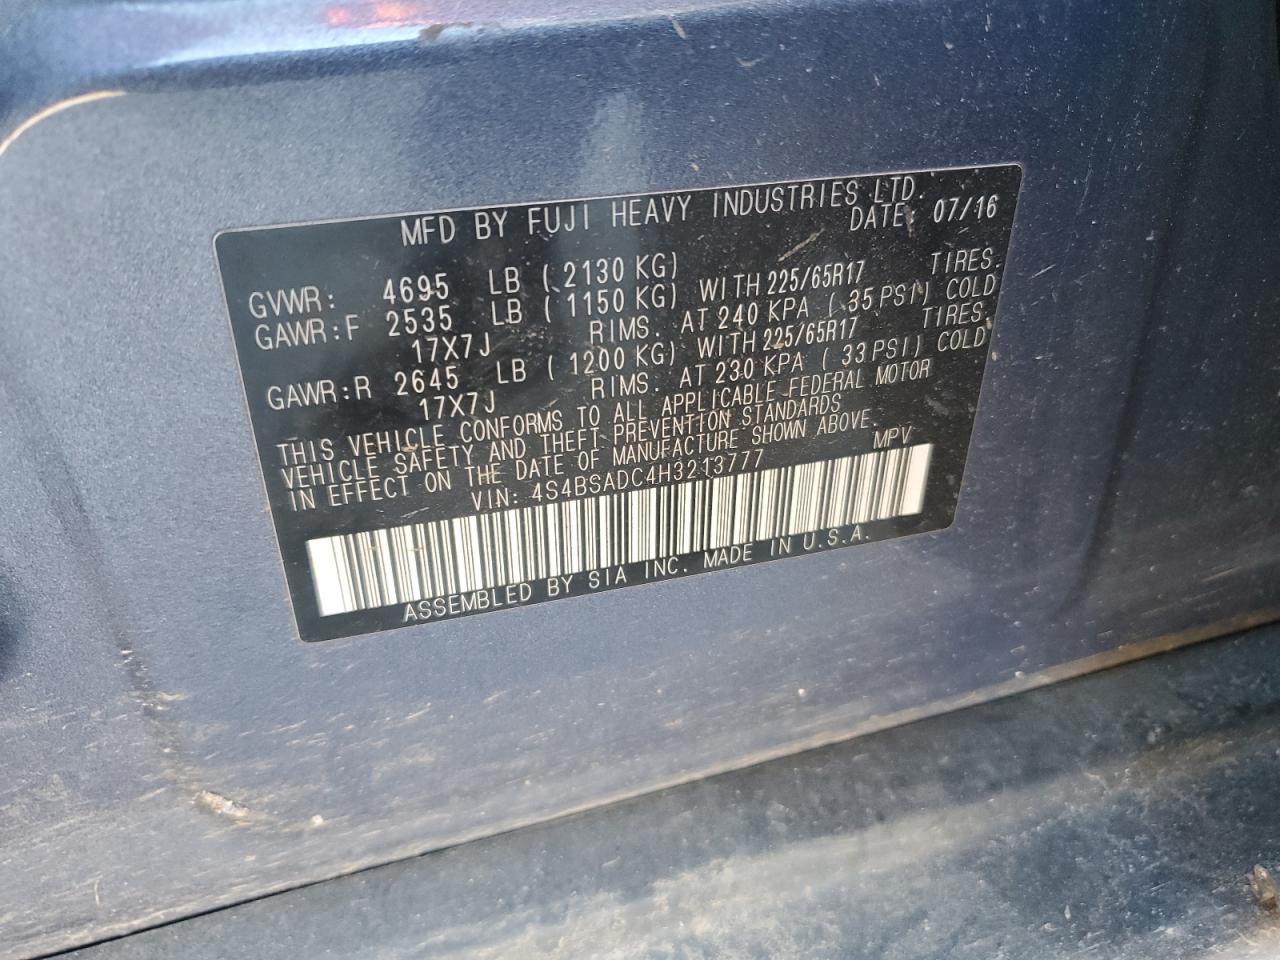 MFD BY FUJI HEAVY INDUSTRIES LTD.
DATE: 07/16
GVWR: 4695 LB ( 2130 KG)
GAWR:F 2535 LB ( 1150 KG) WITH 225/65R17 TIRES.
17X7J RIMS. AT 240 KPA ( 35 PSI) COLD
GAWR:R 2645 LB ( 1200 KG) WITH 225/65R17 TIRES.
17X7J RIMS. AT 230 KPA ( 33 PSI) COLD
THIS VEHICLE CONFORMS TO ALL APPLICABLE FEDERAL MOTOR
VEHICLE SAFETY AND THEFT PREVENTION STANDARDS
IN EFFECT ON THE DATE OF MANUFACTURE SHOWN ABOVE.
VIN: 4S4BSADC4H3213777 MPV
ASSEMBLED BY SIA INC. MADE IN U.S.A.